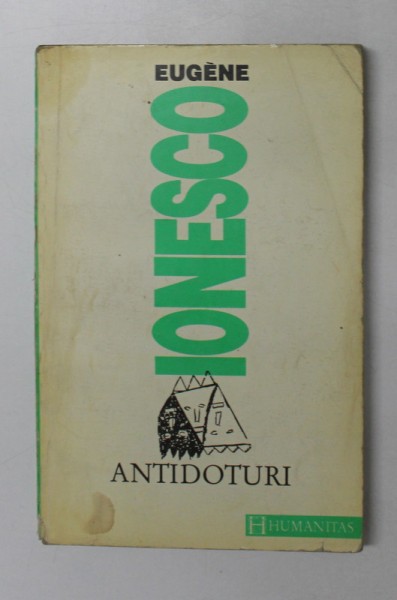 EUGÈNE
IONESCO
ANTIDOTURI
H HUMANITAS